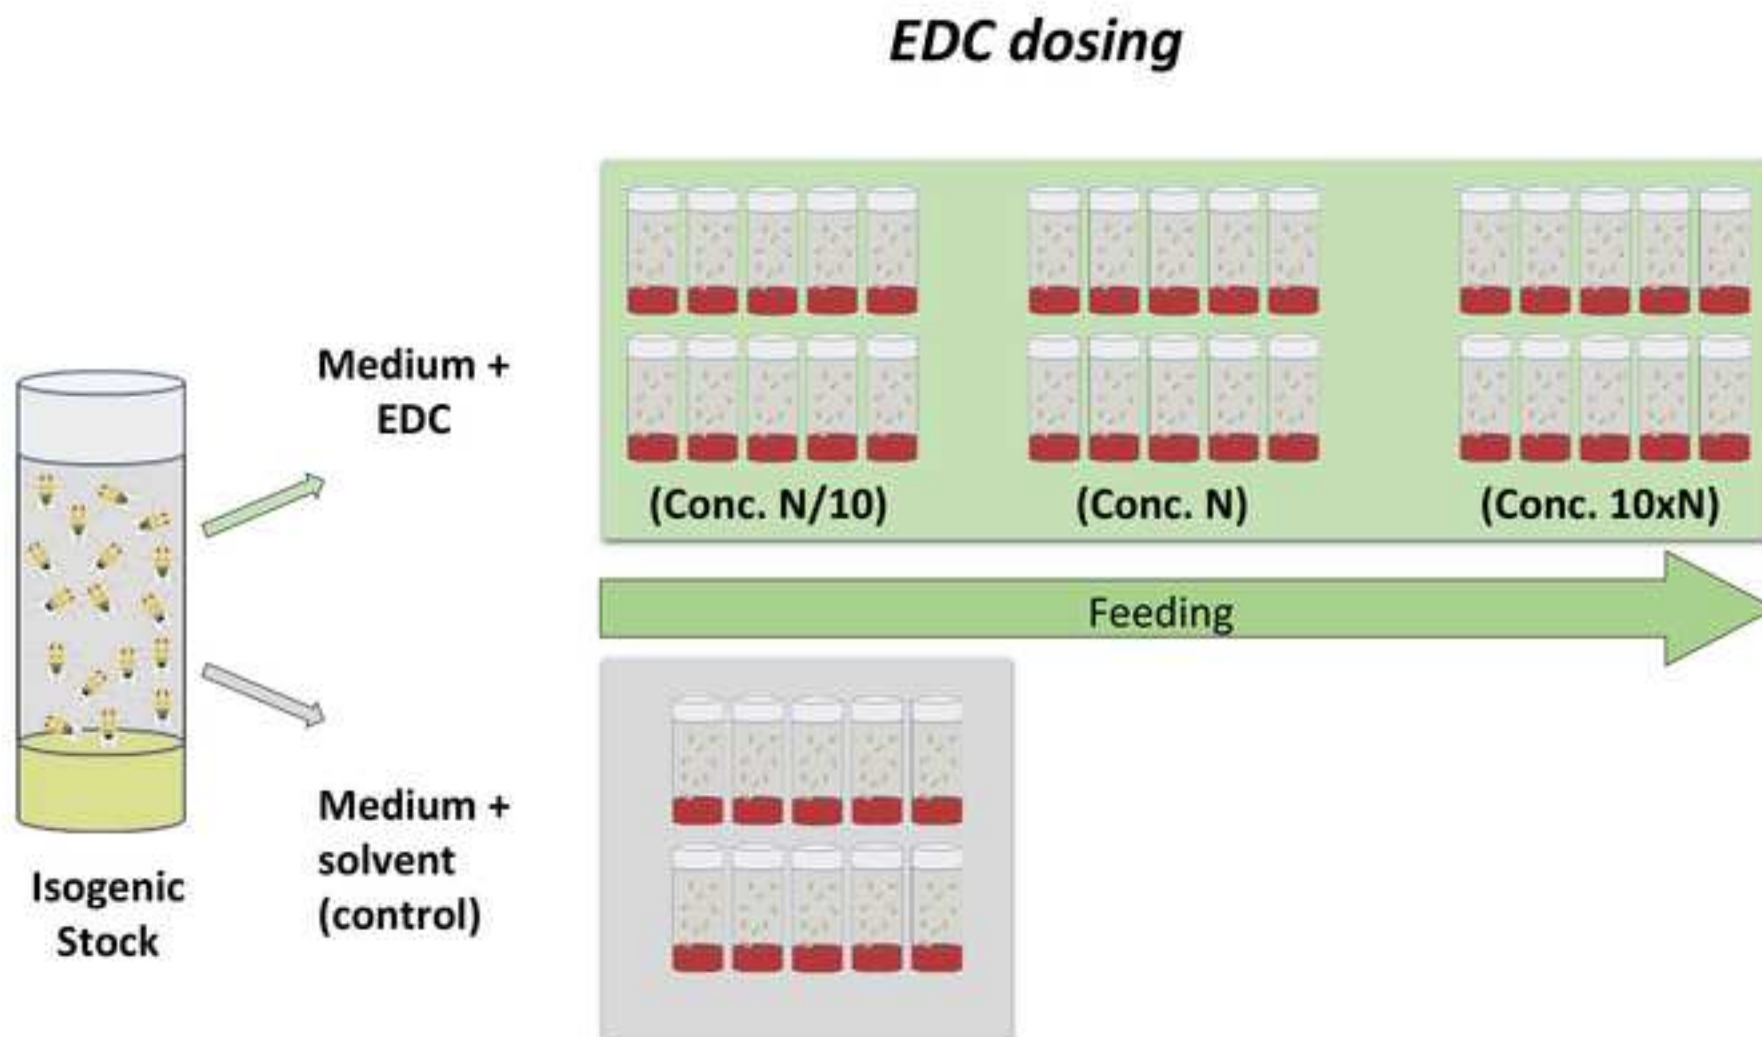 EDC dosing
Medium +
EDC
(Conc. N/10)
(Conc. N)
(Conc. 10xN)
Feeding
Isogenic
Stock
Medium +
solvent
(control)